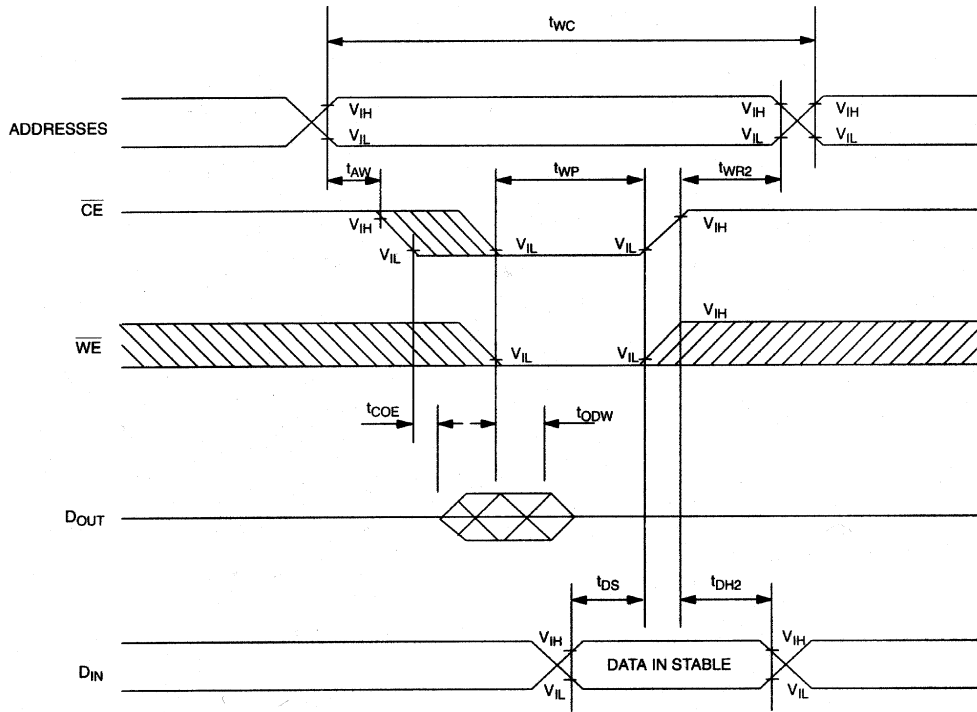 tWC
ADDRESSES
VIH
VIL
VIH
VIL
VIH
VIL
tAW
tWP
tWR2
CE
VIH
VIL
VIL
VIL
VIH
WE
VIL
VIL
VIH
tCOE
tODW
DOUT
tDS
tDH2
DIN
VIH
VIL
DATA IN STABLE
VIH
VIL